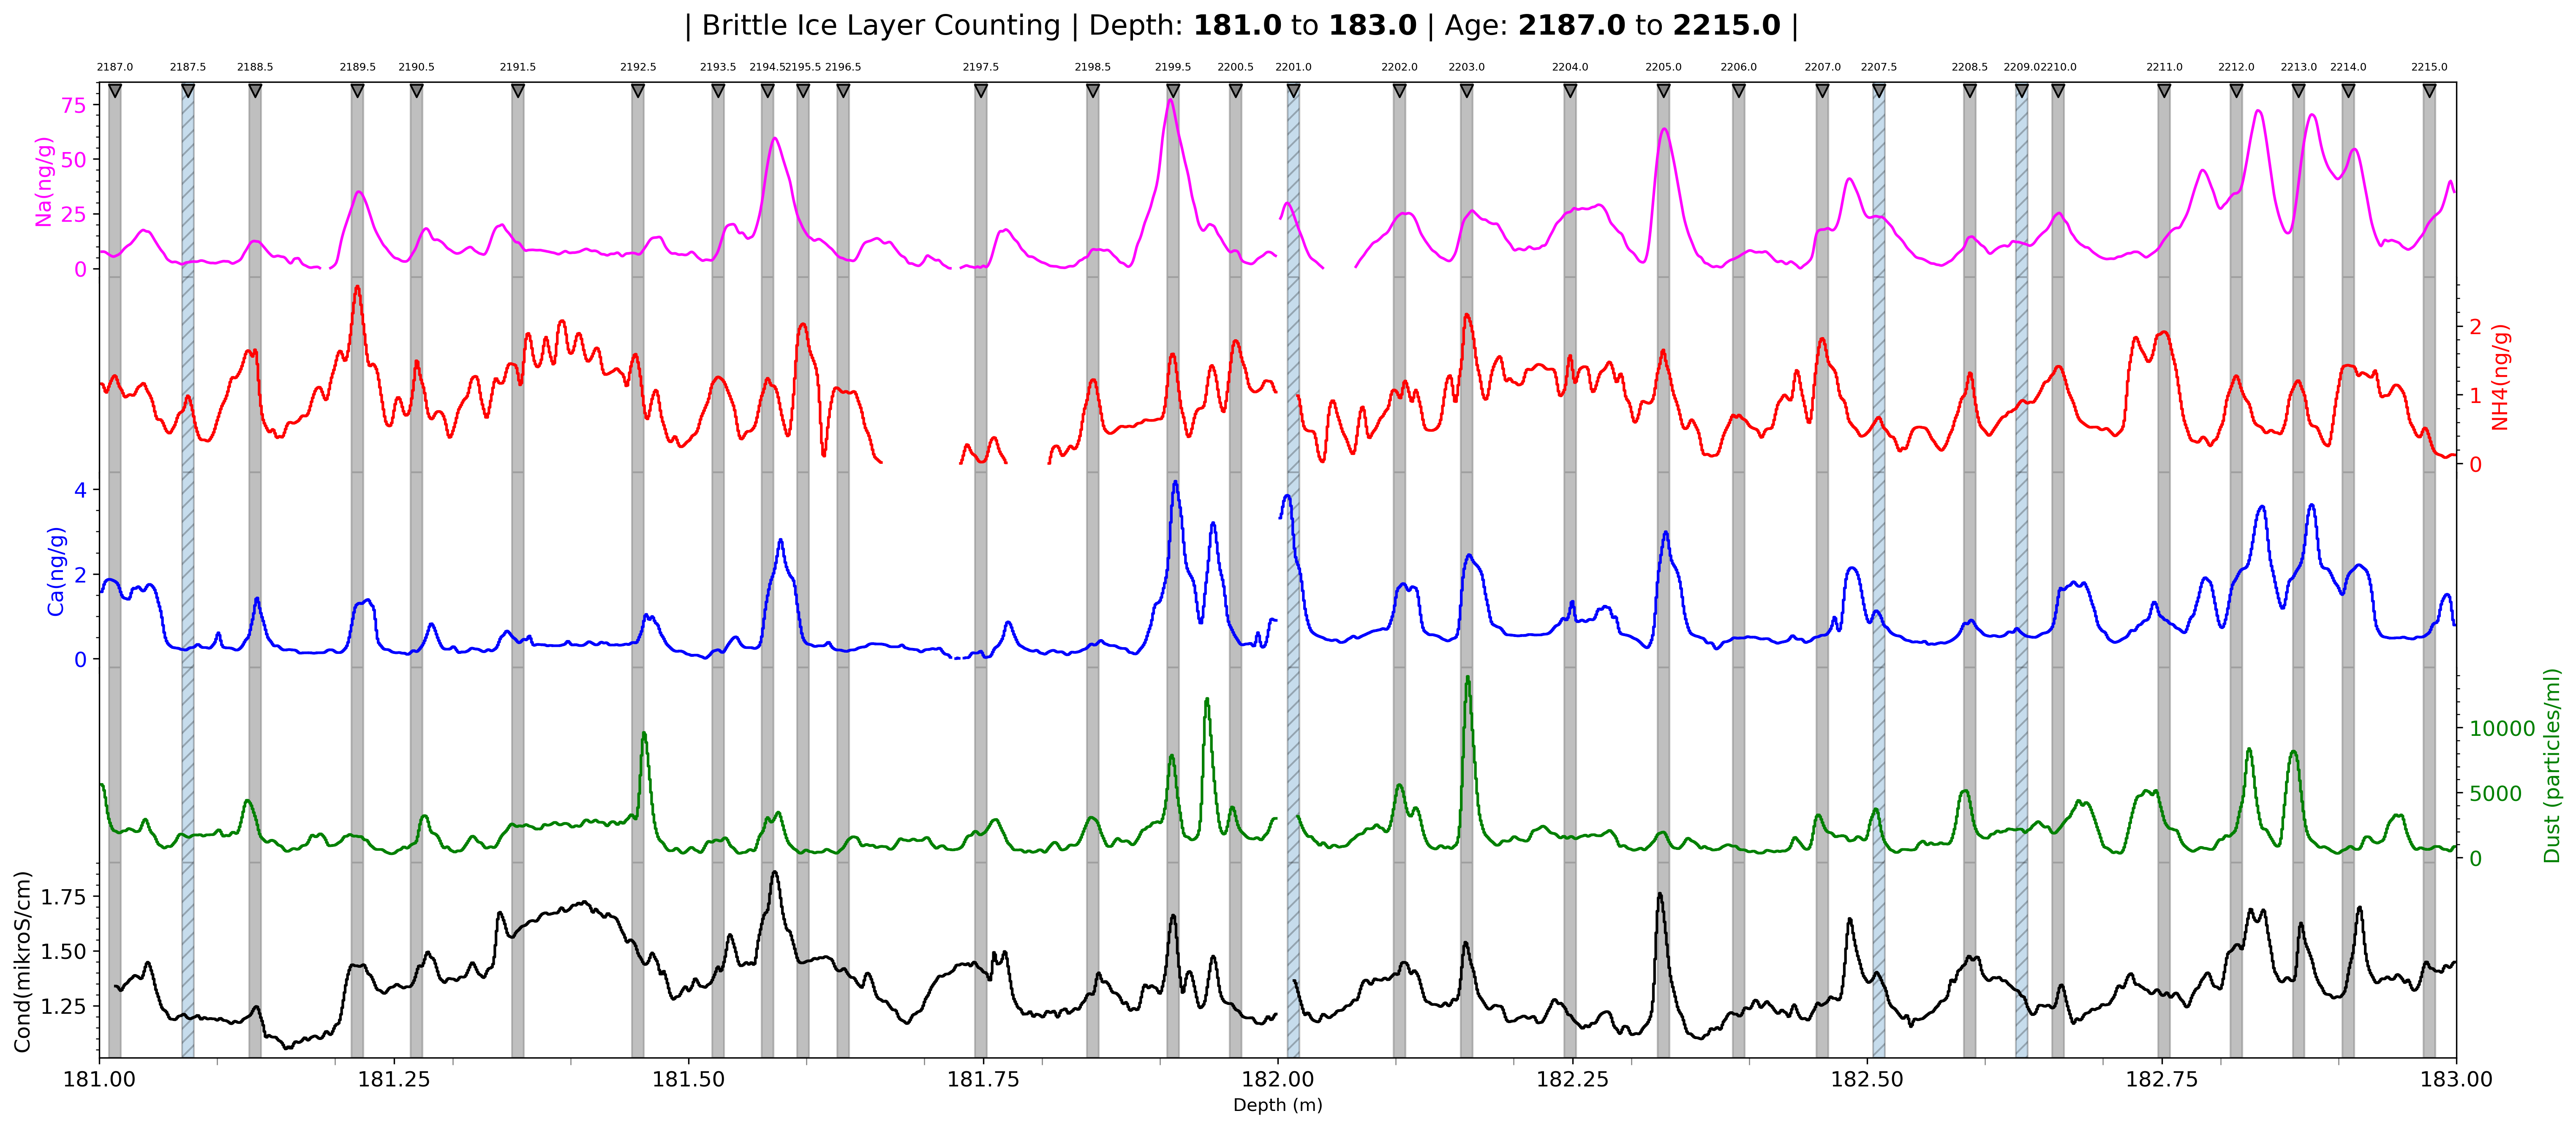 | Brittle Ice Layer Counting | Depth: 181.0 to 183.0 | Age: 2187.0 to 2215.0 |
2187.0 2187.5 2188.5 2189.5 2190.5 2191.5 2192.5 2193.5 2194.5 2195.5 2196.5 2197.5 2198.5 2199.5 2200.5 2201.0 2202.0 2203.0 2204.0 2205.0 2206.0 2207.0 2207.5 2208.5 2209.0 2210.0 2211.0 2212.0 2213.0 2214.0 2215.0
Na(ng/g)
75
50
25
0
NH4(ng/g)
2
1
0
Ca(ng/g)
4
2
0
Dust (particles/ml)
10000
5000
0
Cond(mikroS/cm)
1.75
1.50
1.25
181.00 181.25 181.50 181.75 182.00 182.25 182.50 182.75 183.00
Depth (m)